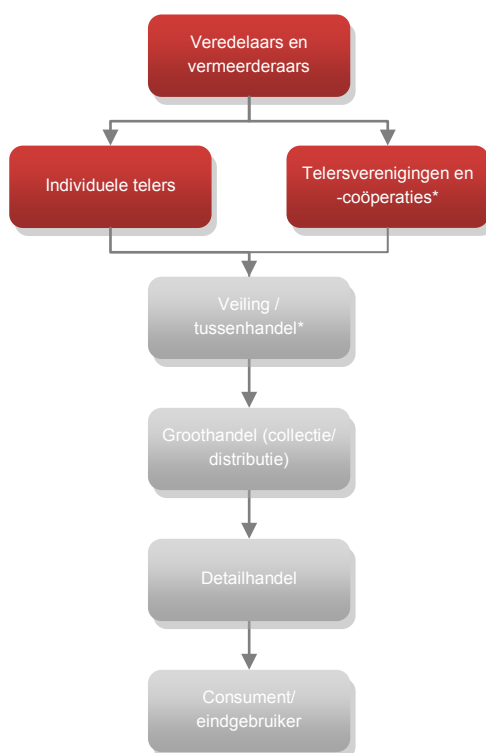 Veredelaars en
vermeerderaars
Individuele telers
Telersverenigingen en
-coöperaties*
Veiling /
tussenhandel*
Groothandel (collectie/
distributie)
Detailhandel
Consument/
eindgebruiker